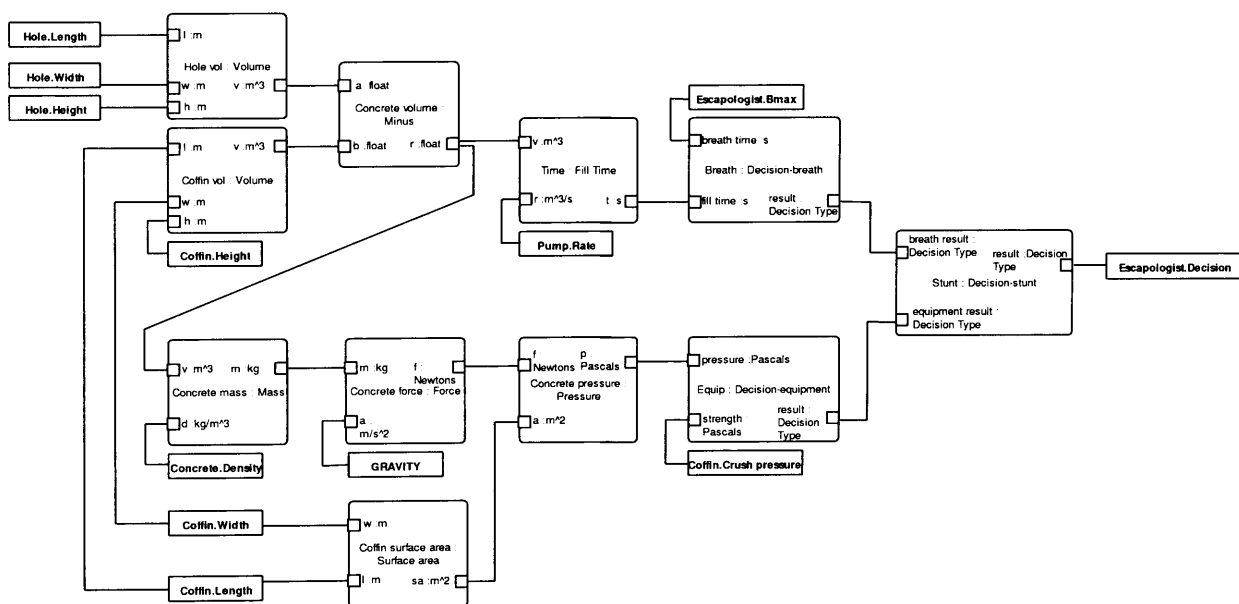 Hole.Length
Hole.Width
Hole.Height
l :m
Hole vol : Volume
w :m v :m^3
h :m
l :m v :m^3
Coffin vol : Volume
w :m
h :m
Coffin.Height
a :float
Concrete volume :
Minus
b :float r :float
v :m^3
Time : Fill Time
r :m^3/s t :s
Pump.Rate
Escapologist.Bmax
breath time :s
Breath : Decision-breath
fill time :s result :
Decision Type
breath result :
Decision Type result :Decision
Type
Stunt : Decision-stunt
equipment result :
Decision Type
Escapologist.Decision
v :m^3 m :kg
Concrete mass : Mass
d :kg/m^3
Concrete.Density
m :kg f :
Newtons
Concrete force : Force
a :
m/s^2
GRAVITY
f : p :
Newtons Pascals
Concrete pressure :
Pressure
a :m^2
pressure :Pascals
Equip : Decision-equipment
strength : result :
Pascals Decision
Type
Coffin.Crush pressure
Coffin.Width
Coffin.Length
w :m
Coffin surface area :
Surface area
l :m sa :m^2